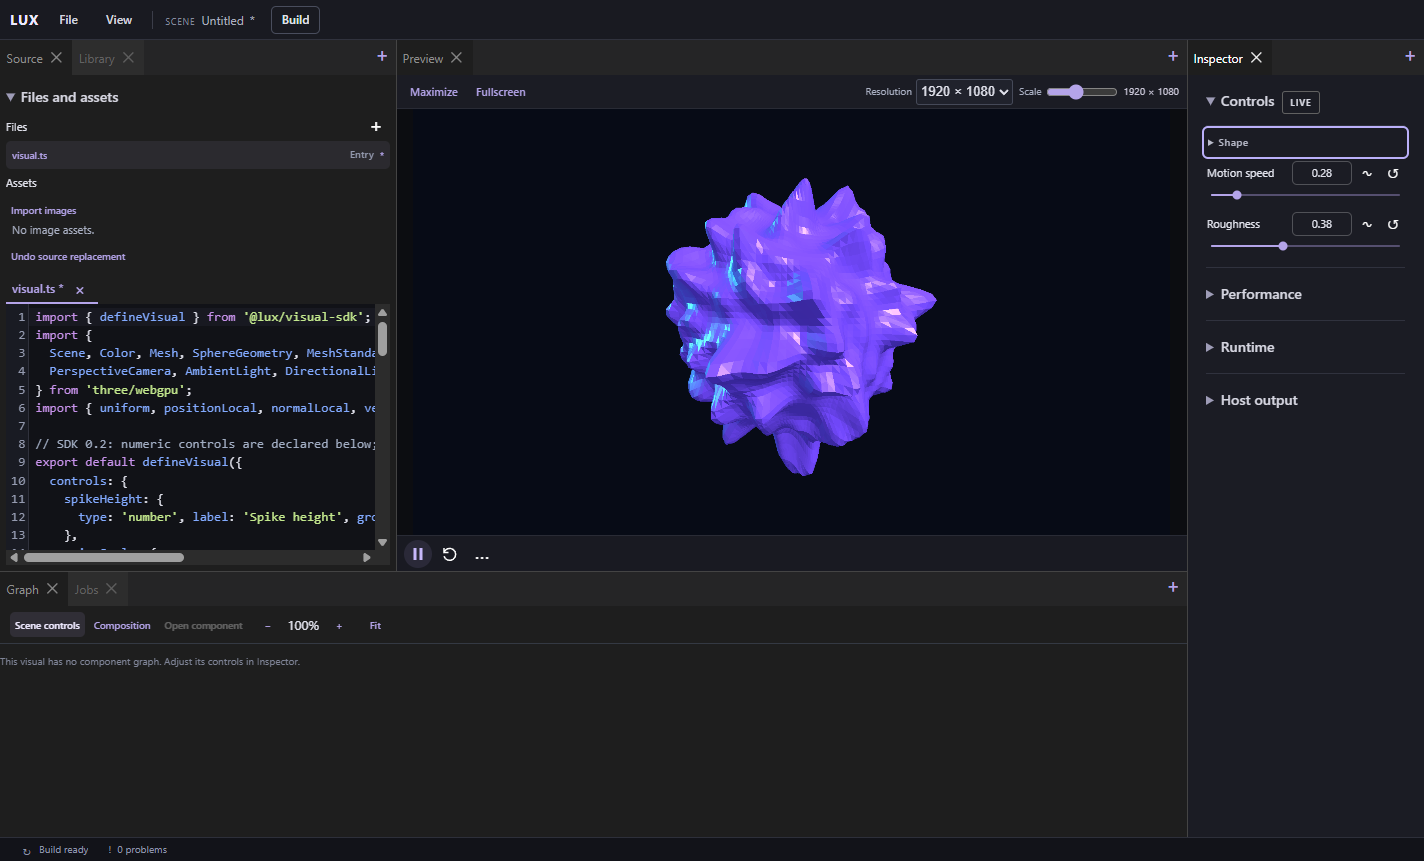 LUX File View SCENE Untitled * Build
Source Library +
Files and assets
Files +
visual.ts Entry *
Assets
Import images
No image assets.
Undo source replacement
visual.ts * ×
1 import { defineVisual } from '@lux/visual-sdk';
2 import {
3 Scene, Color, Mesh, SphereGeometry, MeshStanda
4 PerspectiveCamera, AmbientLight, DirectionalLi
5 } from 'three/webgpu';
6 import { uniform, positionLocal, normalLocal, ve
7
8 // SDK 0.2: numeric controls are declared below;
9 export default defineVisual({
10 controls: {
11 spikeHeight: {
12 type: 'number', label: 'Spike height', gro
13 },
Preview +
Maximize Fullscreen Resolution 1920 × 1080 Scale 1920 × 1080
...
Graph Jobs +
Scene controls Composition Open component − 100% + Fit
This visual has no component graph. Adjust its controls in Inspector.
Inspector +
Controls LIVE
Shape
Motion speed 0.28
Roughness 0.38
Performance
Runtime
Host output
Build ready ! 0 problems